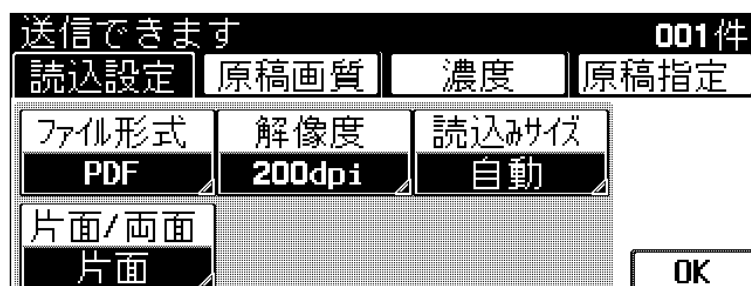 送信できます 001件
読込設定 原稿画質 濃度 原稿指定
ファイル形式 解像度 読込みサイズ
PDF 200dpi 自動
片面/両面
片面 OK